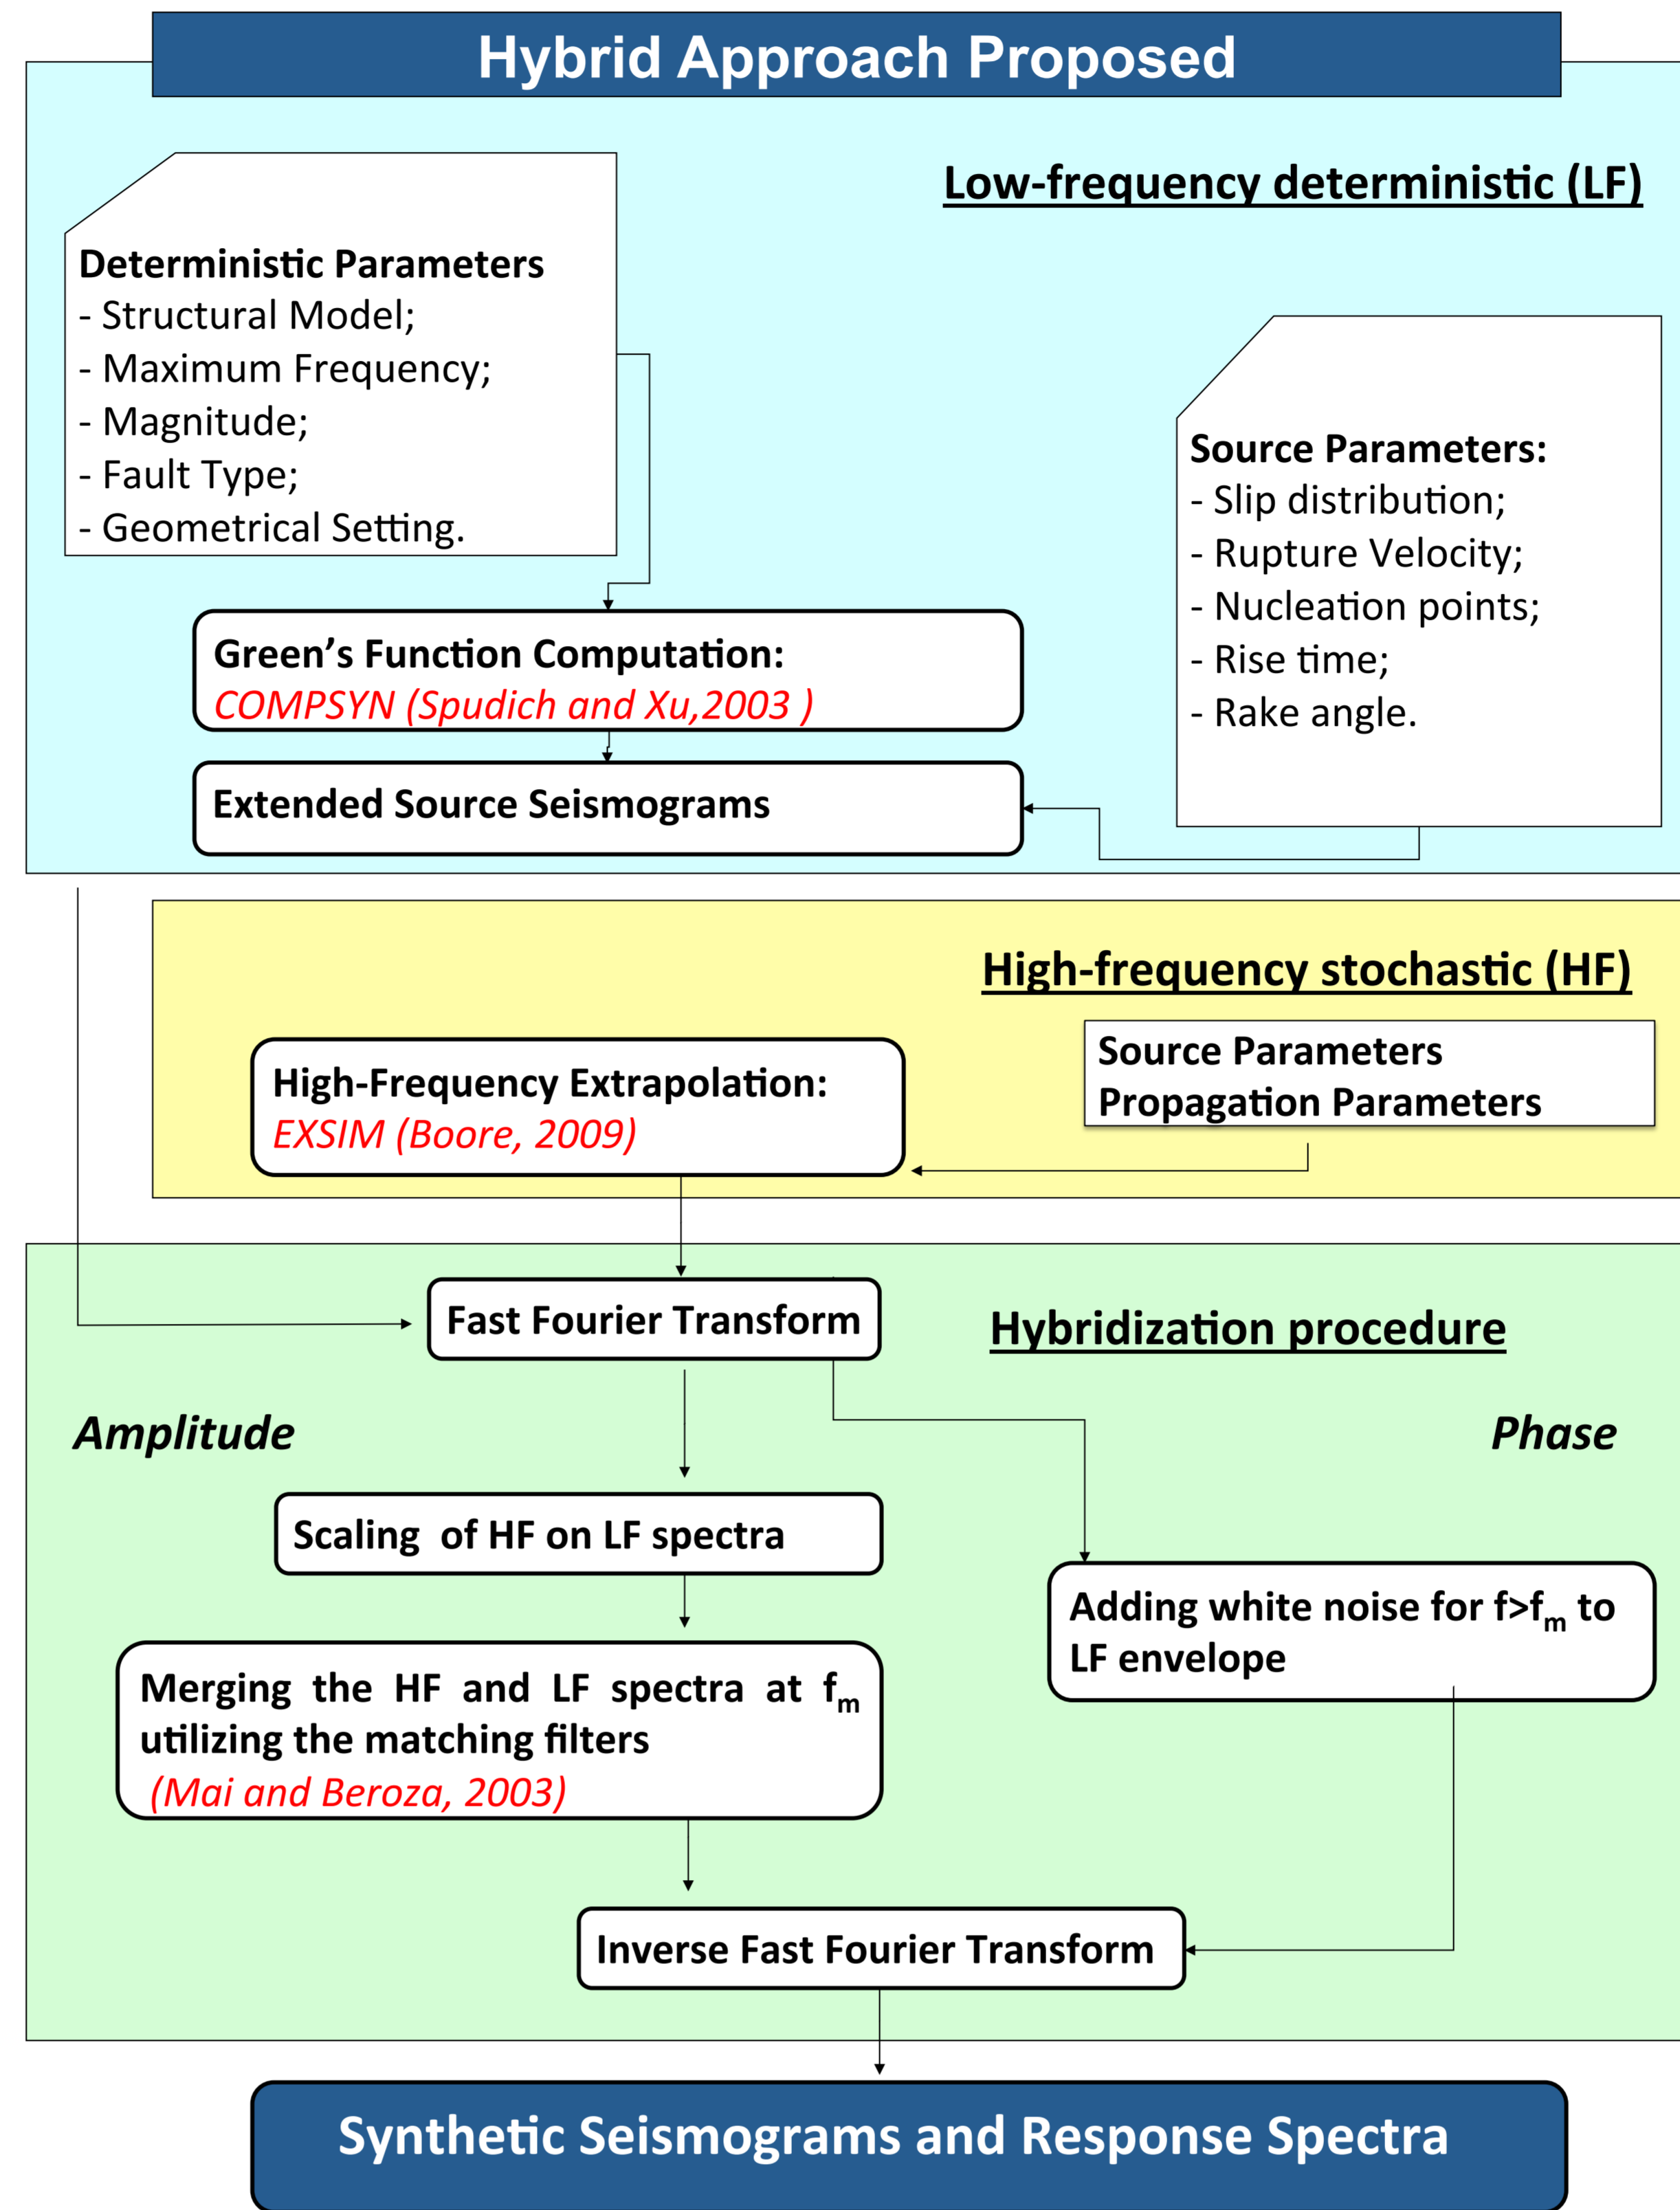 Hybrid Approach Proposed
Low-frequency deterministic (LF)
Deterministic Parameters
- Structural Model;
- Maximum Frequency;
- Magnitude;
- Fault Type;
- Geometrical Setting.
Source Parameters:
- Slip distribution;
- Rupture Velocity;
- Nucleation points;
- Rise time;
- Rake angle.
Green’s Function Computation:
COMPSYN (Spudich and Xu,2003 )
Extended Source Seismograms
High-frequency stochastic (HF)
Source Parameters
Propagation Parameters
High-Frequency Extrapolation:
EXSIM (Boore, 2009)
Fast Fourier Transform
Hybridization procedure
Amplitude
Phase
Scaling of HF on LF spectra
Adding white noise for f>fm to
LF envelope
Merging the HF and LF spectra at fm
utilizing the matching filters
(Mai and Beroza, 2003)
Inverse Fast Fourier Transform
Synthetic Seismograms and Response Spectra